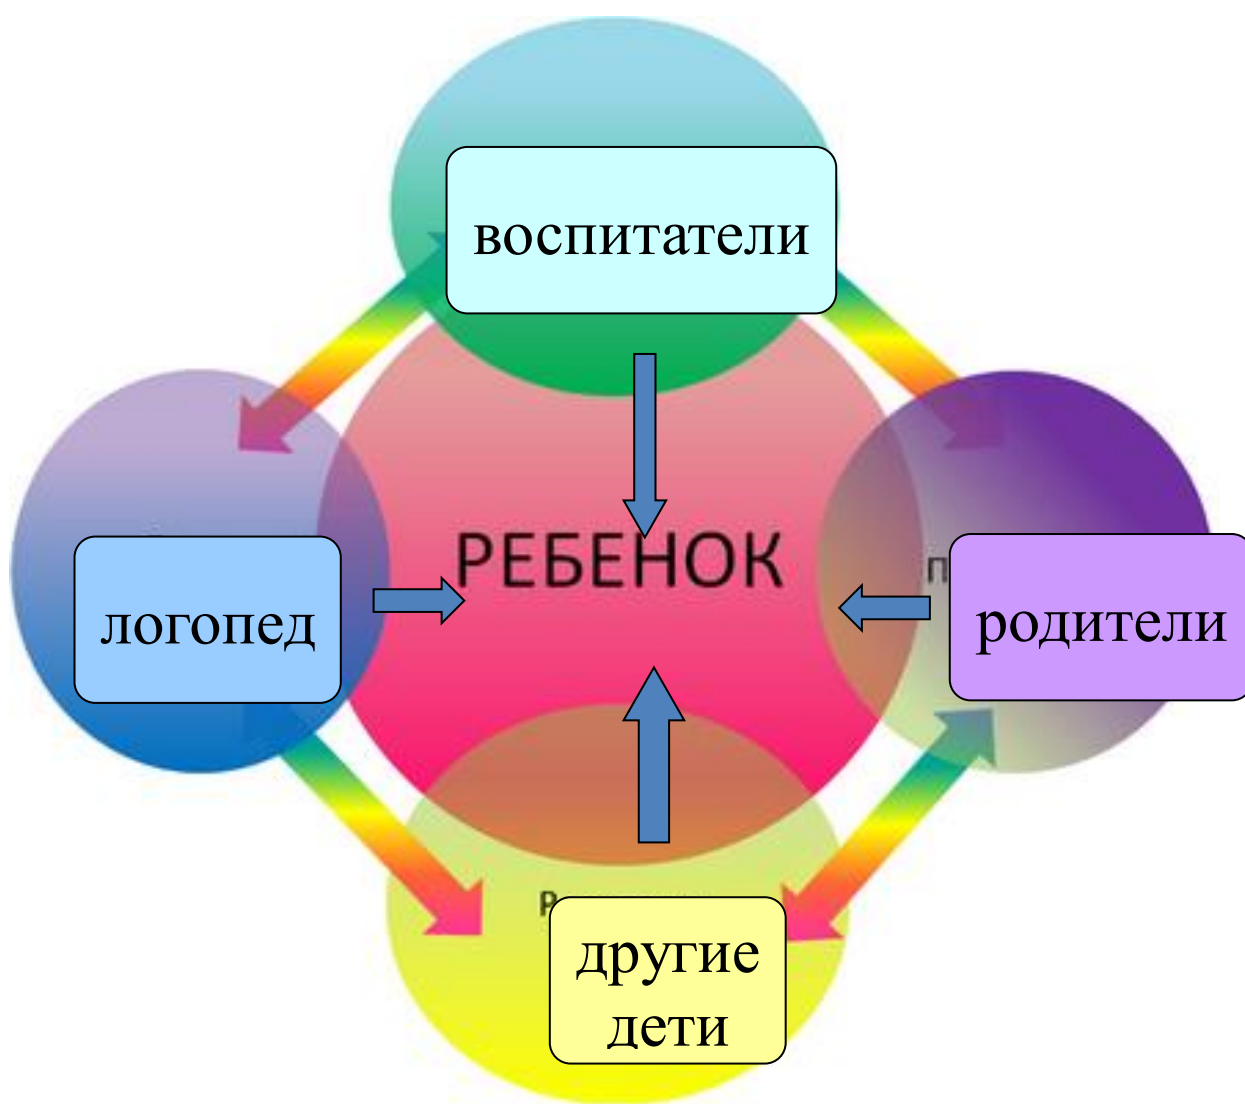 воспитатели
РЕБЕНОК
логопед
родители
другие
дети